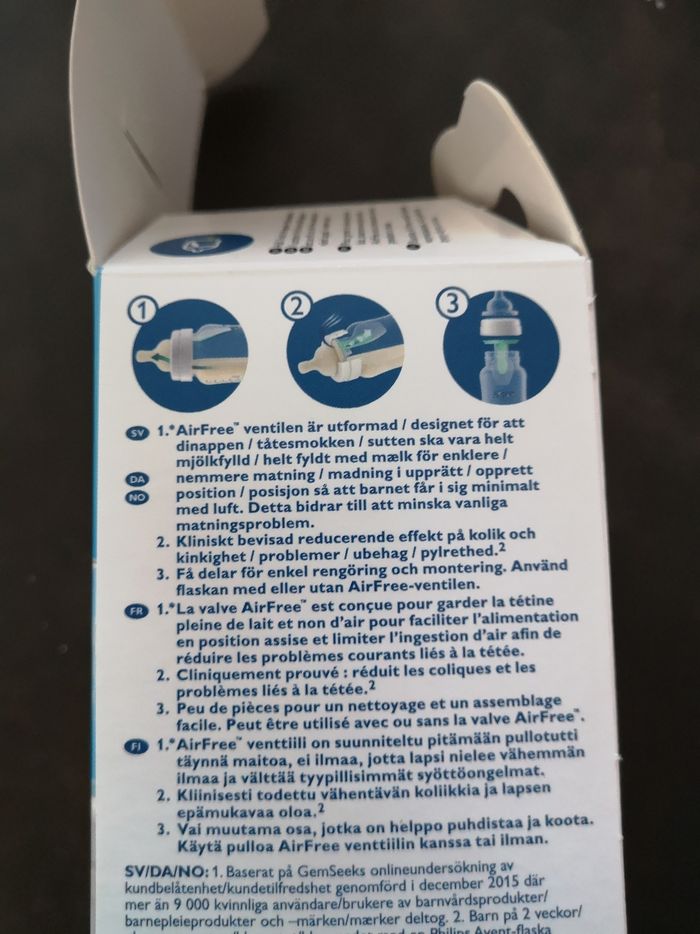 1
2
3
SV 1.*AirFree™ ventilen är utformad / designet för att
dinappen / tåtesmokken / sutten ska vara helt
mjölkfylld / helt fyldt med mælk för enklere /
DA nemmere matning / madning i upprätt / opprett
NO position / posisjon så att barnet får i sig minimalt
med luft. Detta bidrar till att minska vanliga
matningsproblem.
2. Kliniskt bevisad reducerende effekt på kolik och
kinkighet / problemer / ubehag / pylrethed.2
3. Få delar för enkel rengöring och montering. Använd
flaskan med eller utan AirFree-ventilen.
FR 1.*La valve AirFree™ est conçue pour garder la tétine
pleine de lait et non d'air pour faciliter l'alimentation
en position assise et limiter l'ingestion d'air afin de
réduire les problèmes courants liés à la tétée.
2. Cliniquement prouvé : réduit les coliques et les
problèmes liés à la tétée.2
3. Peu de pièces pour un nettoyage et un assemblage
facile. Peut être utilisé avec ou sans la valve AirFree™.
FI 1.*AirFree™ venttiili on suunniteltu pitämään pullotutti
täynnä maitoa, ei ilmaa, jotta lapsi nielee vähemmän
ilmaa ja välttää tyypillisimmät syöttöongelmat.
2. Kliinisesti todettu vähentävän koliikkia ja lapsen
epämukavaa oloa.2
3. Vai muutama osa, jotka on helppo puhdistaa ja koota.
Käytä pulloa AirFree venttiilin kanssa tai ilman.
SV/DA/NO: 1. Baserat på GemSeeks onlineundersökning av
kundbelåtenhet/kundetilfredshet genomförd i december 2015 där
mer än 9 000 kvinnliga användare/brukere av barnvårdsprodukter/
barnepleieprodukter och –märken/mærker deltog. 2. Barn på 2 veckor/
Philips Avent-flaska